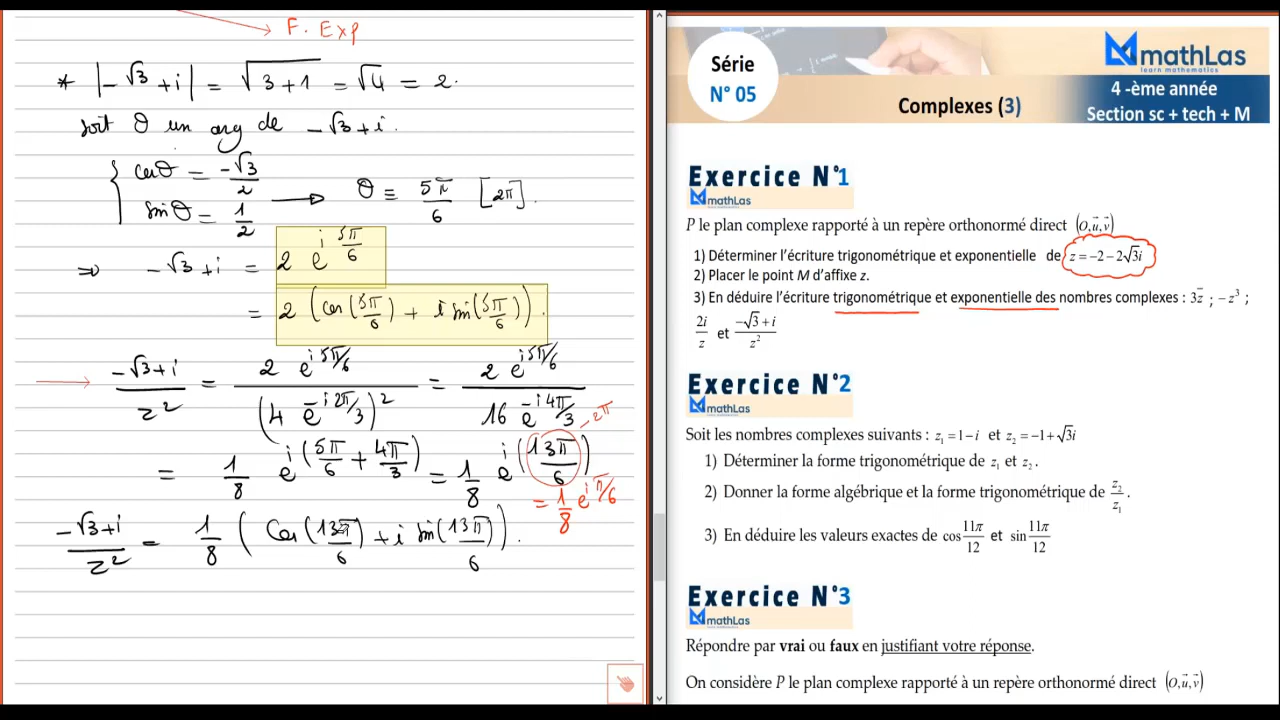 F. Exp
* |-√3 + i| = √(3+1) = √4 = 2.
soit θ un arg de -√3 + i.
{ cosθ = -√3/2
sinθ = 1/2 → θ ≡ 5π/6 [2π].
⇒ -√3 + i = 2 e^(i 5π/6)
= 2 (cos(5π/6) + i sin(5π/6)).
→ (-√3+i)/z² = 2 e^(i5π/6) / (4 e^(-i2π/3))² = 2 e^(i5π/6) / 16 e^(-i4π/3)
= 1/8 e^(i(5π/6 + 4π/3)) = 1/8 e^(i(13π/6)) -2π
= 1/8 e^(iπ/6)
(-√3+i)/z² = 1/8 ( cos(13π/6) + i sin(13π/6) ).
Série
N° 05
mathLas
learn mathematics
Complexes (3)
4 -ème année
Section sc + tech + M
Exercice N°1
mathLas
P le plan complexe rapporté à un repère orthonormé direct (O,u⃗,v⃗)
1) Déterminer l'écriture trigonométrique et exponentielle de z = -2 - 2√3i
2) Placer le point M d'affixe z.
3) En déduire l'écriture trigonométrique et exponentielle des nombres complexes : 3z̄ ; -z³ ;
2i/z et (-√3 + i)/z²
Exercice N°2
mathLas
Soit les nombres complexes suivants : z₁ = 1 - i et z₂ = -1 + √3i
1) Déterminer la forme trigonométrique de z₁ et z₂.
2) Donner la forme algébrique et la forme trigonométrique de z₂/z₁.
3) En déduire les valeurs exactes de cos 11π/12 et sin 11π/12
Exercice N°3
mathLas
Répondre par vrai ou faux en justifiant votre réponse.
On considère P le plan complexe rapporté à un repère orthonormé direct (O,u⃗,v⃗)